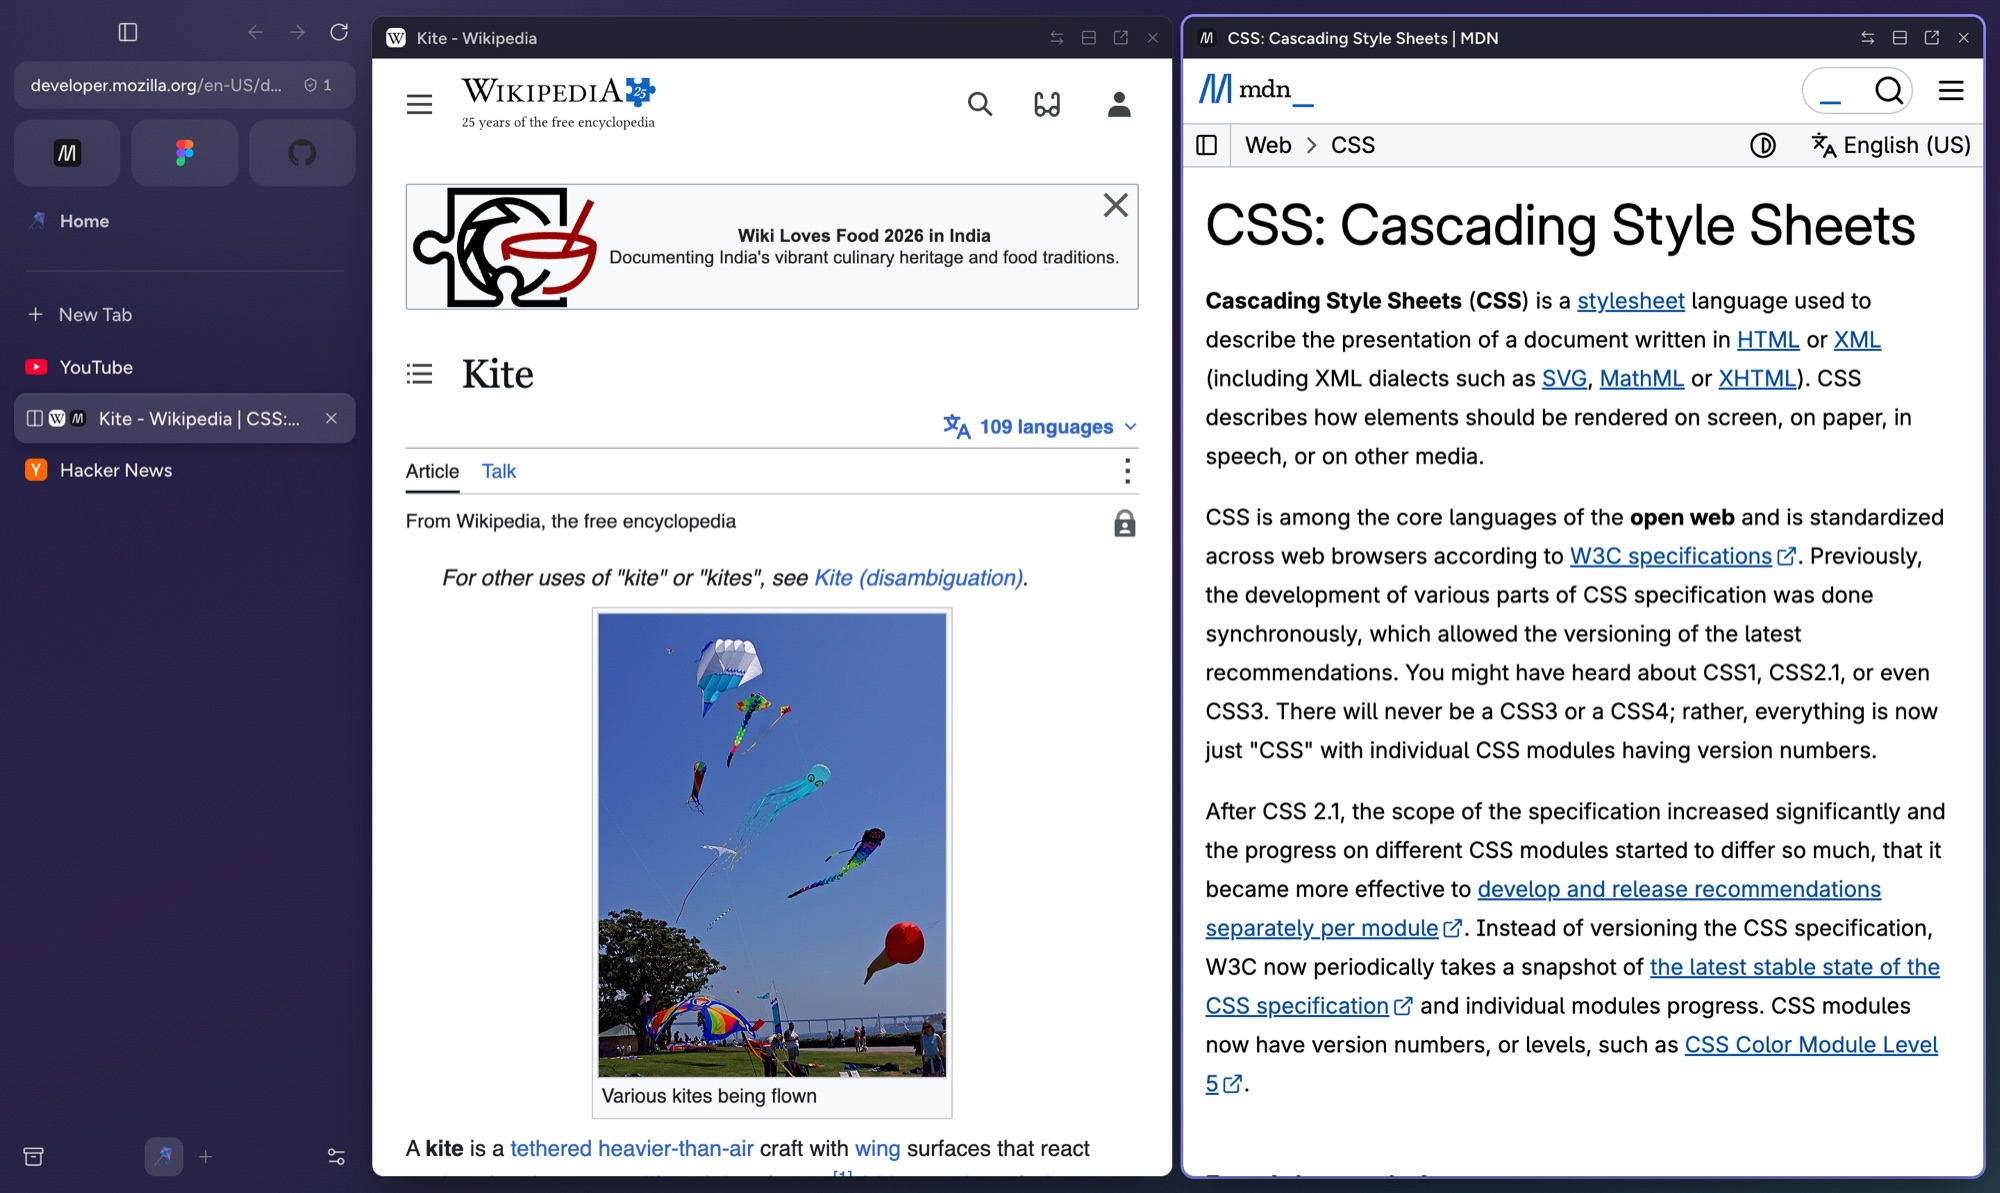 developer.mozilla.org/en-US/d...
1
Home
New Tab
YouTube
Kite - Wikipedia | CSS:...
Hacker News
Kite - Wikipedia
WIKIPEDIA 25
25 years of the free encyclopedia
Wiki Loves Food 2026 in India
Documenting India's vibrant culinary heritage and food traditions.
Kite
109 languages
Article Talk
From Wikipedia, the free encyclopedia
For other uses of "kite" or "kites", see Kite (disambiguation).
Various kites being flown
A kite is a tethered heavier-than-air craft with wing surfaces that react
[1]
CSS: Cascading Style Sheets | MDN
mdn_
Web > CSS
English (US)
CSS: Cascading Style Sheets
Cascading Style Sheets (CSS) is a stylesheet language used to
describe the presentation of a document written in HTML or XML
(including XML dialects such as SVG, MathML or XHTML). CSS
describes how elements should be rendered on screen, on paper, in
speech, or on other media.
CSS is among the core languages of the open web and is standardized
across web browsers according to W3C specifications. Previously,
the development of various parts of CSS specification was done
synchronously, which allowed the versioning of the latest
recommendations. You might have heard about CSS1, CSS2.1, or even
CSS3. There will never be a CSS3 or a CSS4; rather, everything is now
just "CSS" with individual CSS modules having version numbers.
After CSS 2.1, the scope of the specification increased significantly and
the progress on different CSS modules started to differ so much, that it
became more effective to develop and release recommendations
separately per module. Instead of versioning the CSS specification,
W3C now periodically takes a snapshot of the latest stable state of the
CSS specification and individual modules progress. CSS modules
now have version numbers, or levels, such as CSS Color Module Level
5.